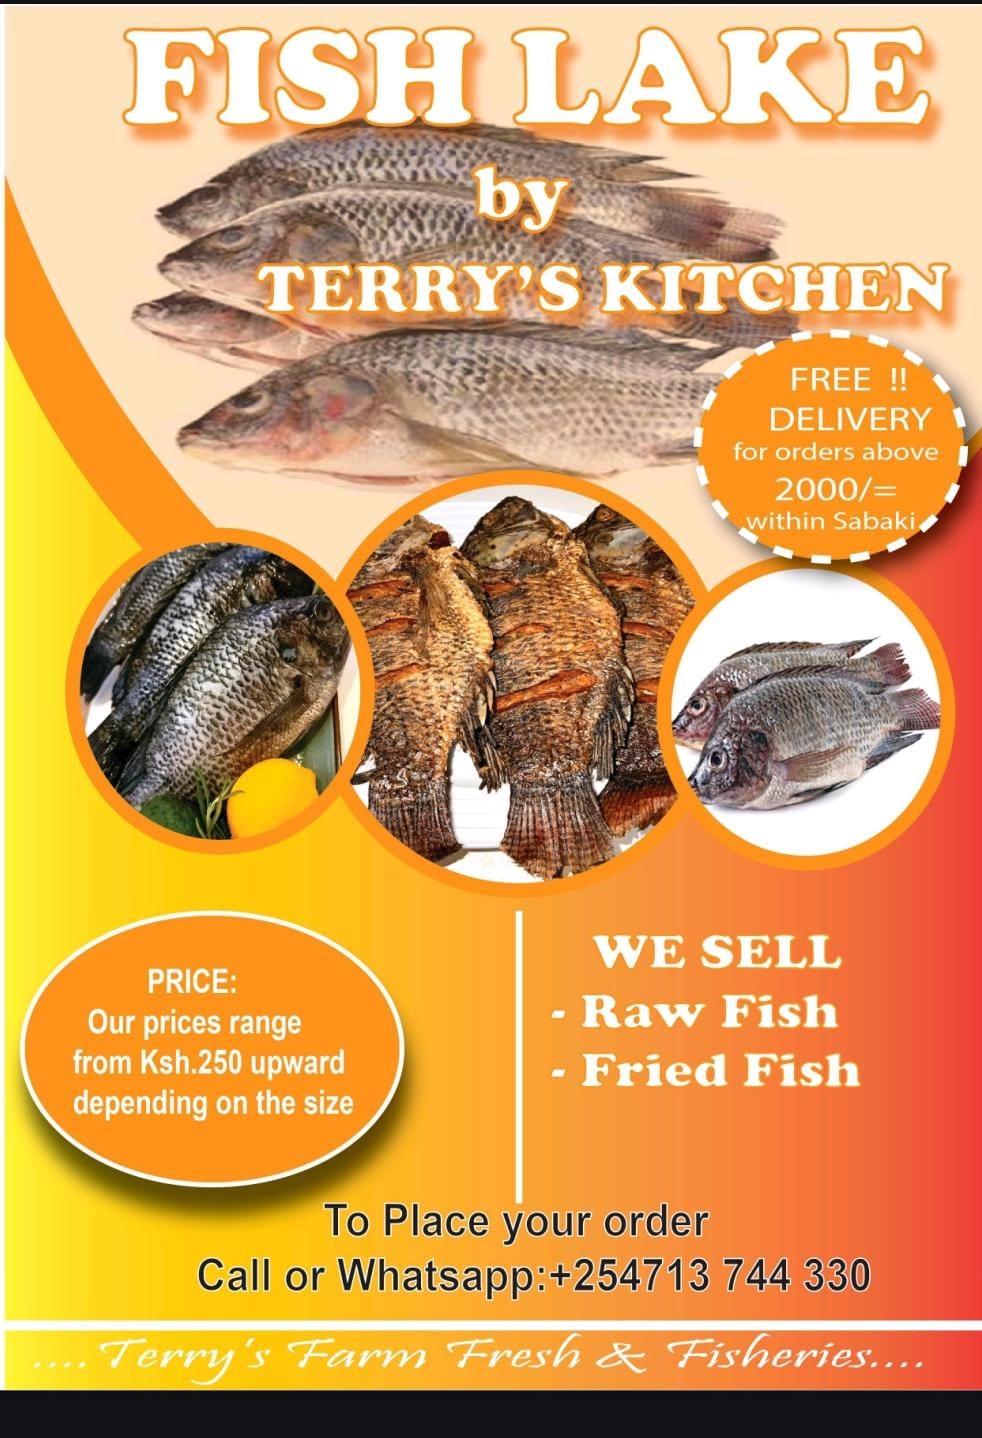 FISH LAKE
by
TERRY'S KITCHEN
FREE !!
DELIVERY
for orders above
2000/=
within Sabaki
PRICE:
Our prices range
from Ksh.250 upward
depending on the size
WE SELL
- Raw Fish
- Fried Fish
To Place your order
Call or Whatsapp:+254713 744 330
....Terry's Farm Fresh & Fisheries....